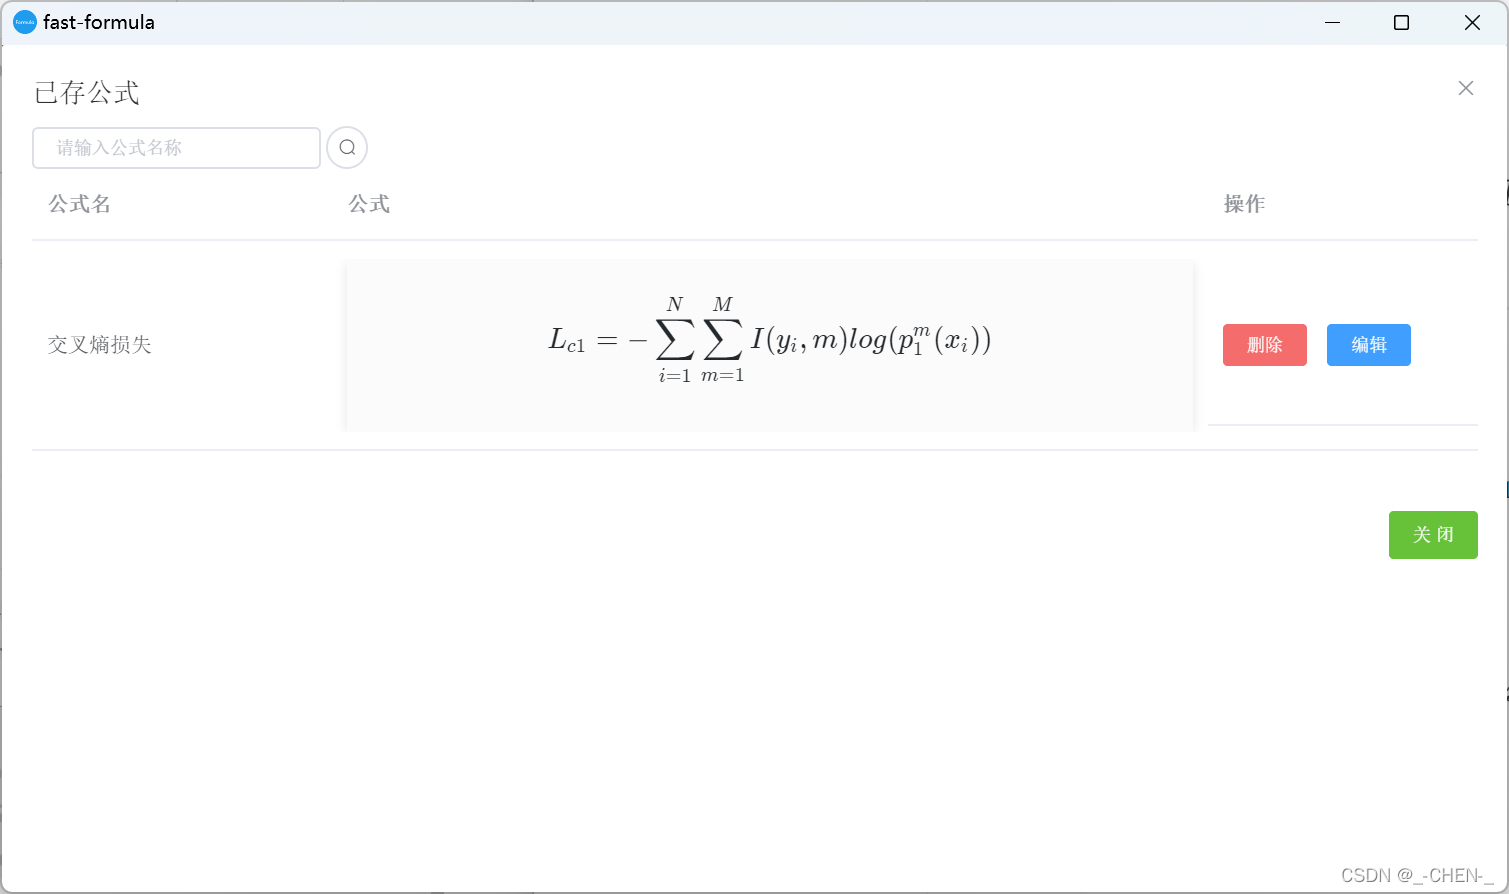 Formula fast-formula
已存公式
请输入公式名称
公式名 公式 操作
交叉熵损失 L_{c1} = -\sum_{i=1}^{N}\sum_{m=1}^{M} I(y_i, m)log(p_1^m(x_i)) 删除 编辑
关 闭
CSDN @_-CHEN-_